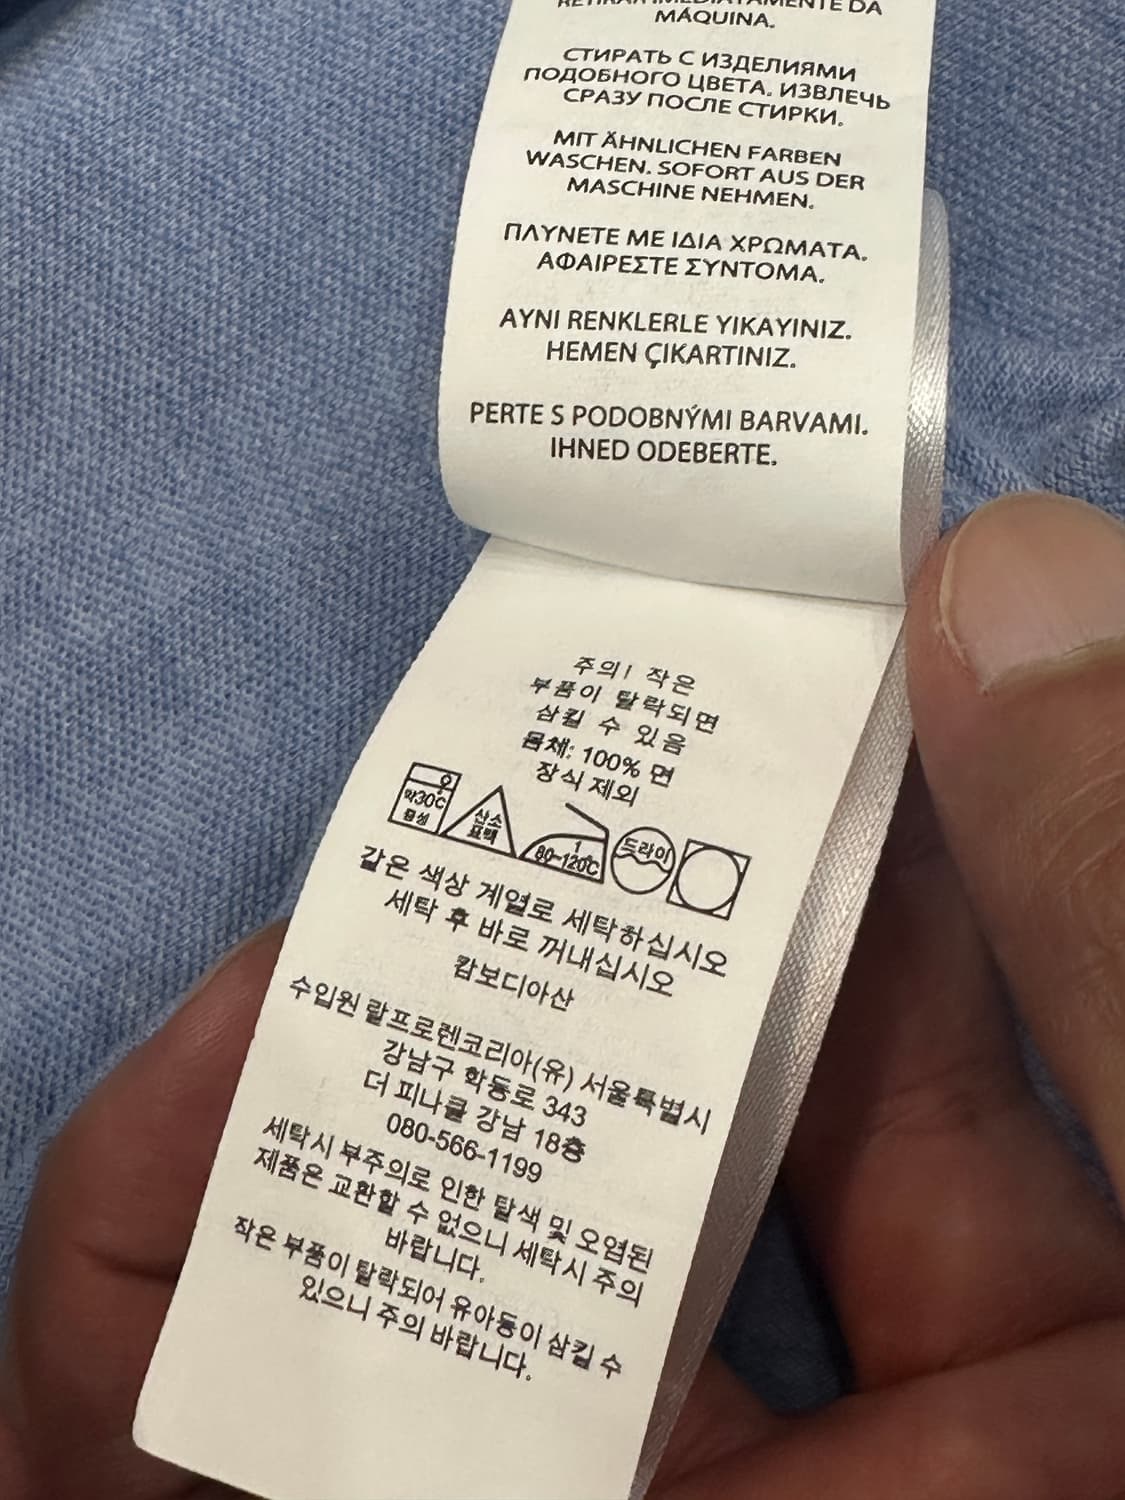 RETIRAR IMEDIATAMENTE DA
MÁQUINA.
СТИРАТЬ С ИЗДЕЛИЯМИ
ПОДОБНОГО ЦВЕТА. ИЗВЛЕЧЬ
СРАЗУ ПОСЛЕ СТИРКИ.
MIT ÄHNLICHEN FARBEN
WASCHEN. SOFORT AUS DER
MASCHINE NEHMEN.
ΠΛΥΝΕΤΕ ΜΕ ΙΔΙΑ ΧΡΩΜΑΤΑ.
ΑΦΑΙΡΕΣΤΕ ΣΥΝΤΟΜΑ.
AYNI RENKLERLE YIKAYINIZ.
HEMEN ÇIKARTINIZ.
PERTE S PODOBNÝMI BARVAMI.
IHNED ODEBERTE.
주의! 작은
부품이 탈락되면
삼킬 수 있음
몸체: 100% 면
장식 제외
약30℃
중성
산소
표백
1
80~120℃
드라이
같은 색상 계열로 세탁하십시오
세탁 후 바로 꺼내십시오
캄보디아산
수입원 랄프로렌코리아(유) 서울특별시
강남구 학동로 343
더 피나클 강남 18층
080-566-1199
세탁시 부주의로 인한 탈색 및 오염된
제품은 교환할 수 없으니 세탁시 주의
바랍니다.
작은 부품이 탈락되어 유아동이 삼킬 수
있으니 주의 바랍니다.